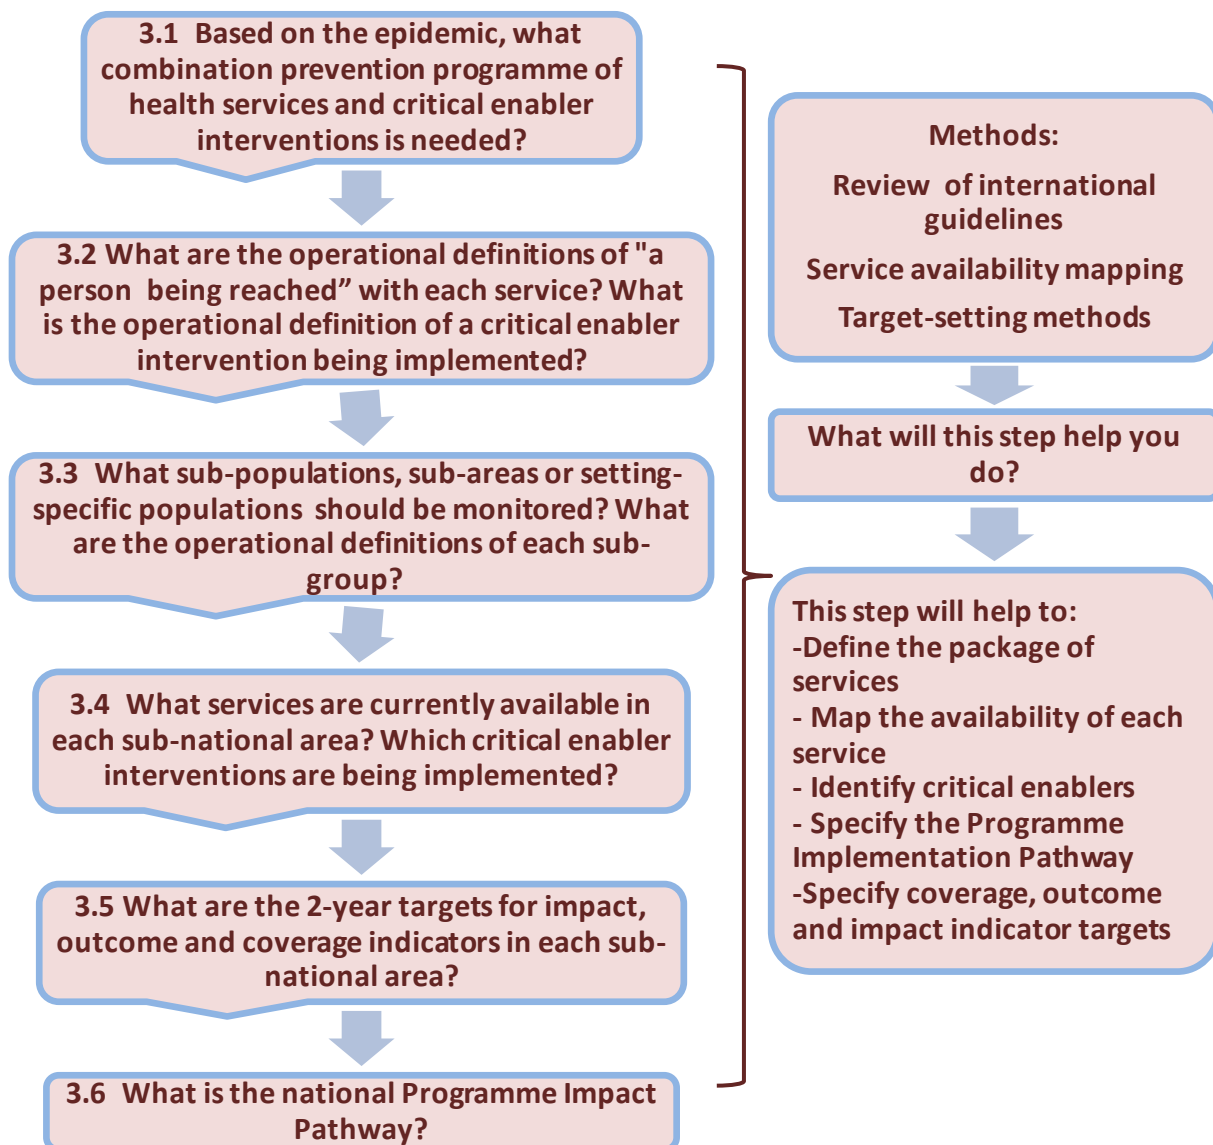 3.1 Based on the epidemic, what
combination prevention programme of
health services and critical enabler
interventions is needed?
3.2 What are the operational definitions of "a
person being reached” with each service? What
is the operational definition of a critical enabler
intervention being implemented?
3.3 What sub-populations, sub-areas or setting-
specific populations should be monitored? What
are the operational definitions of each sub-
group?
3.4 What services are currently available in
each sub-national area? Which critical enabler
interventions are being implemented?
3.5 What are the 2-year targets for impact,
outcome and coverage indicators in each sub-
national area?
3.6 What is the national Programme Impact
Pathway?
Methods:
Review of international
guidelines
Service availability mapping
Target-setting methods
What will this step help you
do?
This step will help to:
-Define the package of
services
- Map the availability of each
service
- Identify critical enablers
- Specify the Programme
Implementation Pathway
-Specify coverage, outcome
and impact indicator targets